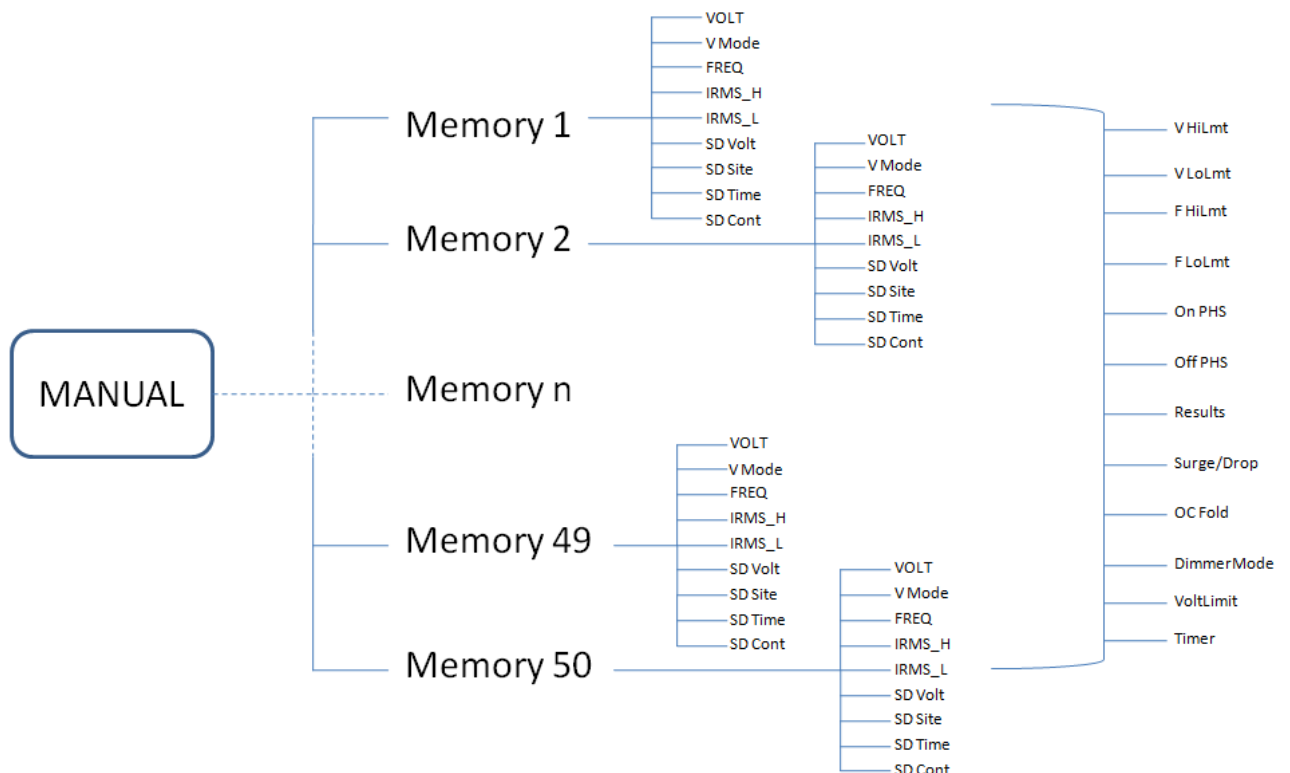 MANUAL
Memory 1
VOLT
V Mode
FREQ
IRMS_H
IRMS_L
SD Volt
SD Site
SD Time
SD Cont
Memory 2
VOLT
V Mode
FREQ
IRMS_H
IRMS_L
SD Volt
SD Site
SD Time
SD Cont
Memory n
Memory 49
VOLT
V Mode
FREQ
IRMS_H
IRMS_L
SD Volt
SD Site
SD Time
SD Cont
Memory 50
VOLT
V Mode
FREQ
IRMS_H
IRMS_L
SD Volt
SD Site
SD Time
SD Cont
V HiLmt
V LoLmt
F HiLmt
F LoLmt
On PHS
Off PHS
Results
Surge/Drop
OC Fold
DimmerMode
VoltLimit
Timer